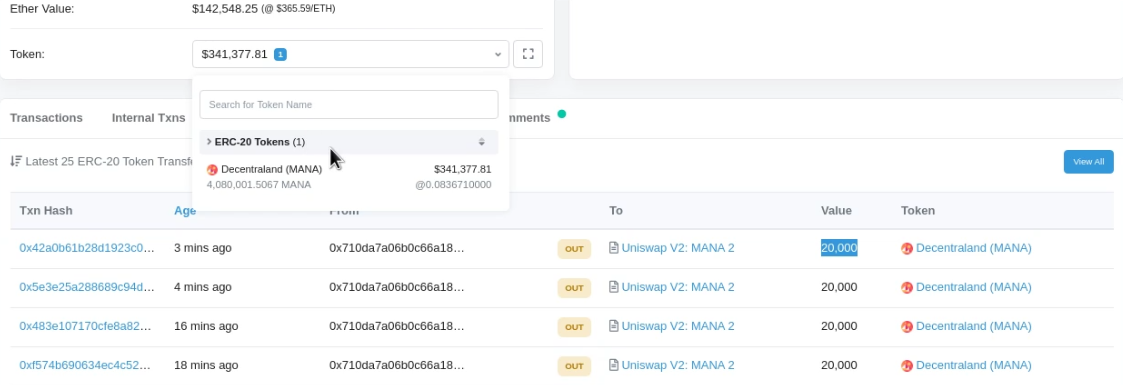 Ether Value: $142,548.25 (@ $365.59/ETH)
Token: $341,377.81 1
Search for Token Name
ERC-20 Tokens (1)
Decentraland (MANA) $341,377.81
4,080,001.5067 MANA @0.0836710000
Transactions Internal Txns mments
Latest 25 ERC-20 Token Transfe
View All
Txn Hash Age From To Value Token
0x42a0b61b28d1923c0... 3 mins ago 0x710da7a06b0c66a18... OUT Uniswap V2: MANA 2 20,000 Decentraland (MANA)
0x5e3e25a288689c94d... 4 mins ago 0x710da7a06b0c66a18... OUT Uniswap V2: MANA 2 20,000 Decentraland (MANA)
0x483e107170cfe8a82... 16 mins ago 0x710da7a06b0c66a18... OUT Uniswap V2: MANA 2 20,000 Decentraland (MANA)
0xf574b690634ec4c52... 18 mins ago 0x710da7a06b0c66a18... OUT Uniswap V2: MANA 2 20,000 Decentraland (MANA)